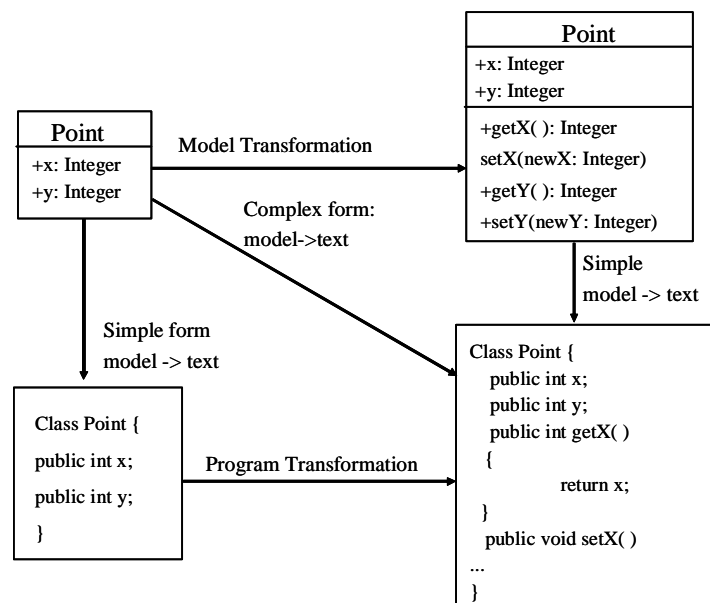 Point
+x: Integer
+y: Integer
Model Transformation
Point
+x: Integer
+y: Integer
+getX( ): Integer
setX(newX: Integer)
+getY( ): Integer
+setY(newY: Integer)
Complex form:
model->text
Simple
model -> text
Simple form
model -> text
Class Point {
public int x;
public int y;
}
Program Transformation
Class Point {
public int x;
public int y;
public int getX( )
{
return x;
}
public void setX( )
...
}